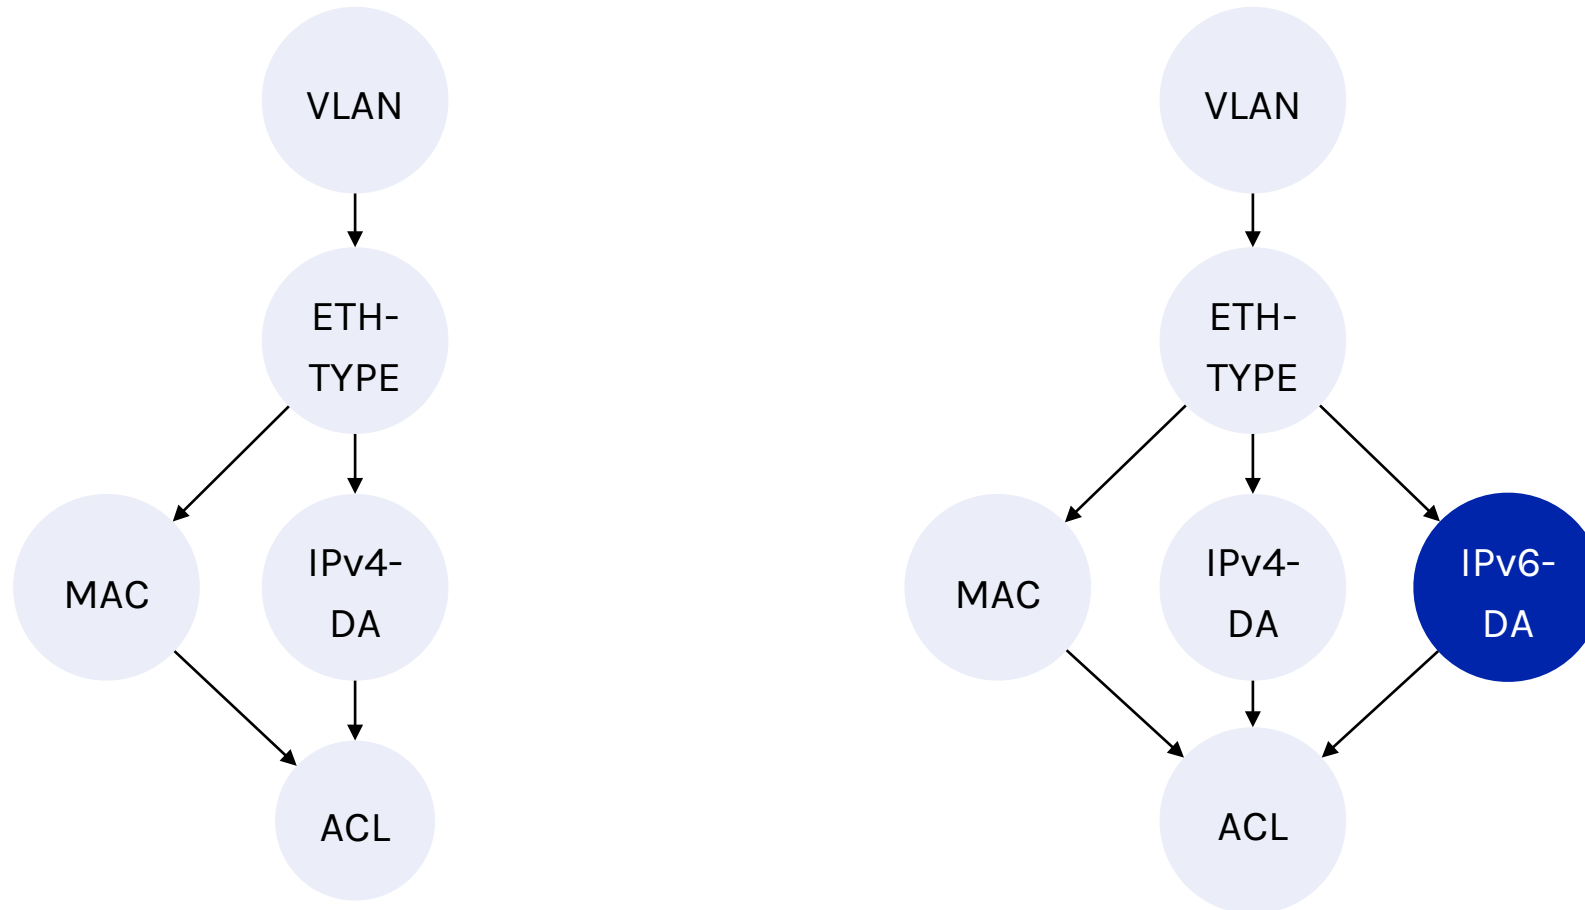 VLAN
ETH-
TYPE
MAC
IPv4-
DA
ACL
VLAN
ETH-
TYPE
MAC
IPv4-
DA
IPv6-
DA
ACL